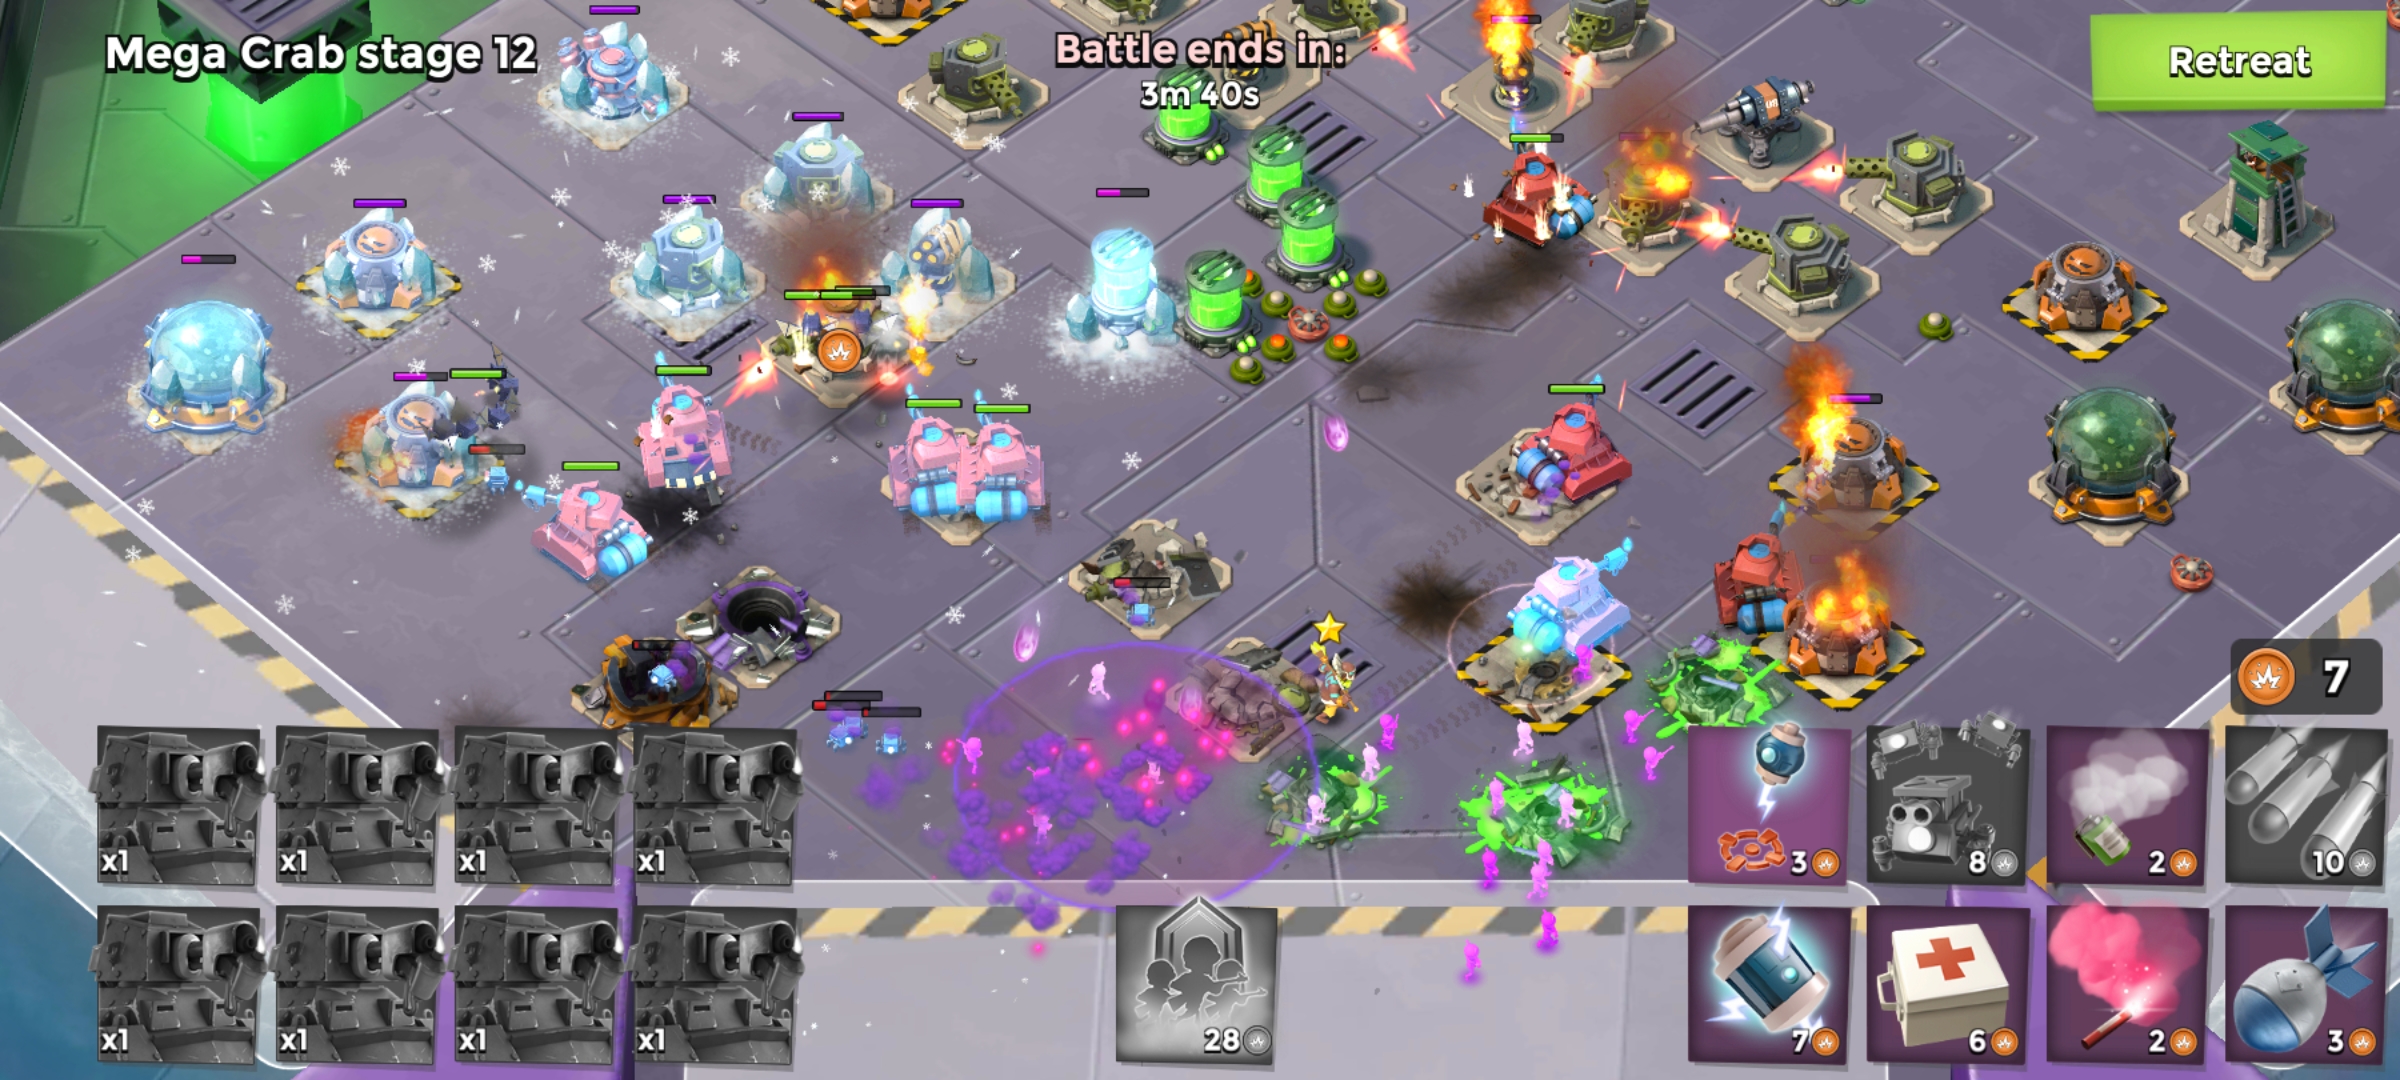 Mega Crab stage 12
Battle ends in:
3m 40s
Retreat
7
x1
x1
x1
x1
3
8
2
10
x1
x1
x1
x1
28
7
6
2
3